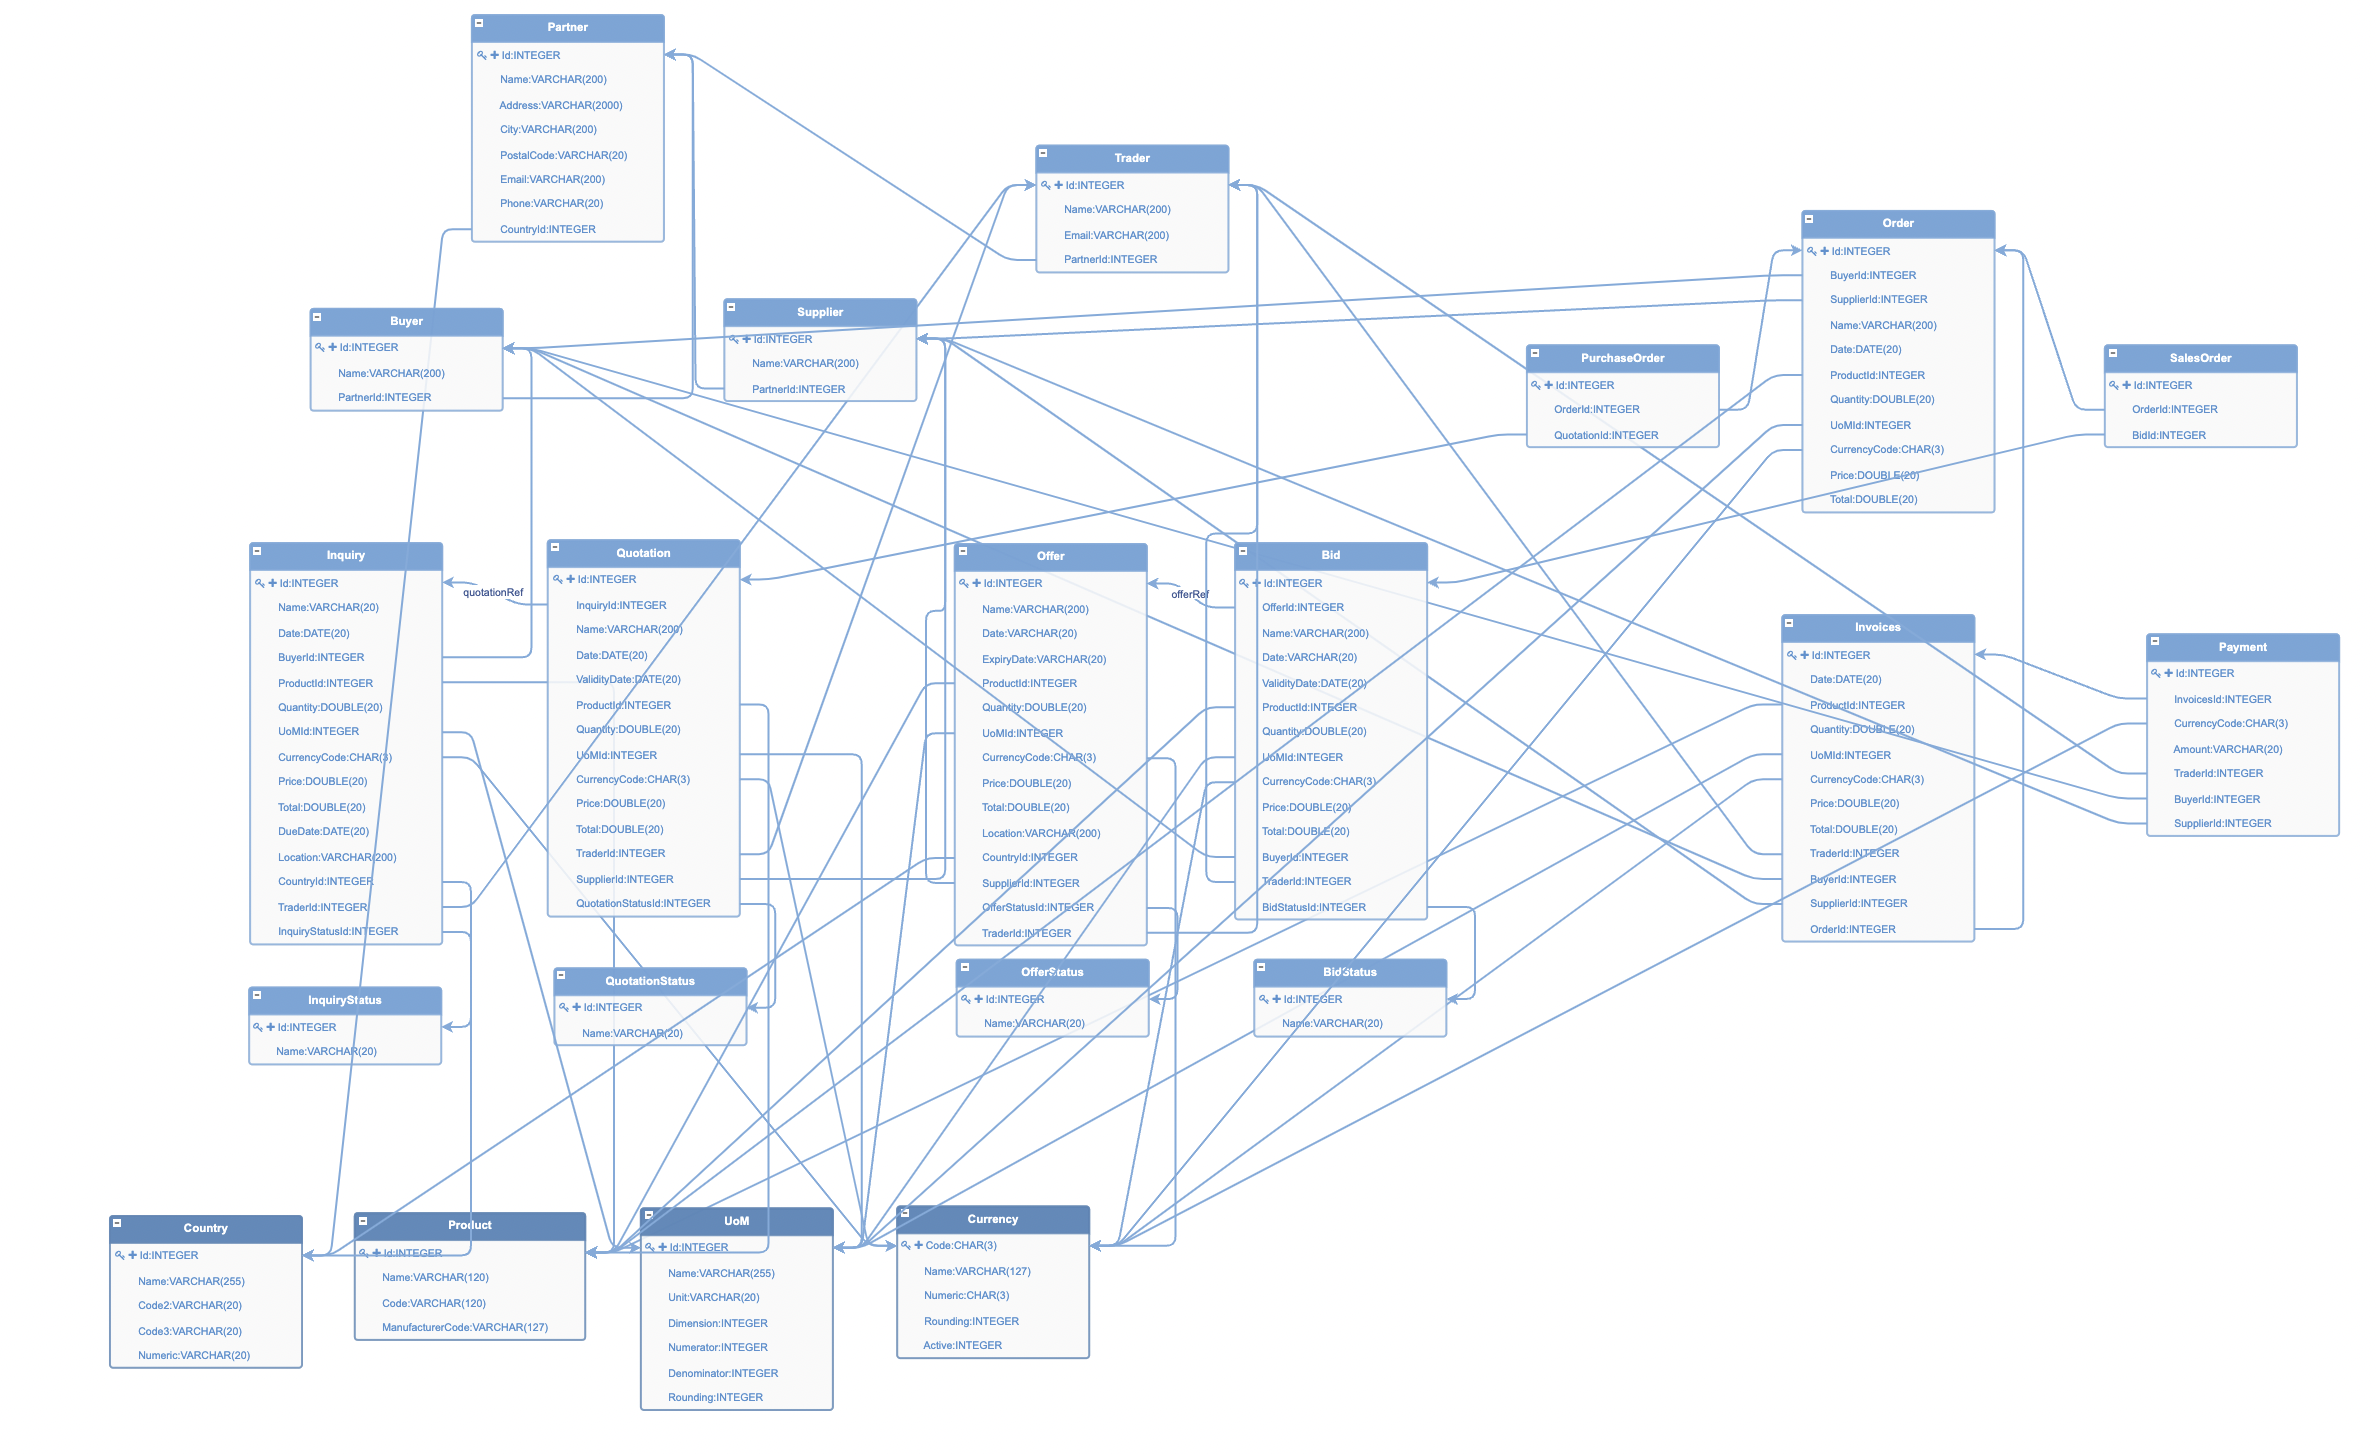 Partner
Id:INTEGER
Name:VARCHAR(200)
Address:VARCHAR(2000)
City:VARCHAR(200)
PostalCode:VARCHAR(20)
Email:VARCHAR(200)
Phone:VARCHAR(20)
CountryId:INTEGER
Trader
Id:INTEGER
Name:VARCHAR(200)
Email:VARCHAR(200)
PartnerId:INTEGER
Order
Id:INTEGER
BuyerId:INTEGER
SupplierId:INTEGER
Name:VARCHAR(200)
Date:DATE(20)
ProductId:INTEGER
Quantity:DOUBLE(20)
UoMId:INTEGER
CurrencyCode:CHAR(3)
Price:DOUBLE(20)
Total:DOUBLE(20)
Buyer
Id:INTEGER
Name:VARCHAR(200)
PartnerId:INTEGER
Supplier
Id:INTEGER
Name:VARCHAR(200)
PartnerId:INTEGER
PurchaseOrder
Id:INTEGER
OrderId:INTEGER
QuotationId:INTEGER
SalesOrder
Id:INTEGER
OrderId:INTEGER
BidId:INTEGER
Inquiry
Id:INTEGER
Name:VARCHAR(20)
Date:DATE(20)
BuyerId:INTEGER
ProductId:INTEGER
Quantity:DOUBLE(20)
UoMId:INTEGER
CurrencyCode:CHAR(3)
Price:DOUBLE(20)
Total:DOUBLE(20)
DueDate:DATE(20)
Location:VARCHAR(200)
CountryId:INTEGER
TraderId:INTEGER
InquiryStatusId:INTEGER
quotationRef
Quotation
Id:INTEGER
InquiryId:INTEGER
Name:VARCHAR(200)
Date:DATE(20)
ValidityDate:DATE(20)
ProductId:INTEGER
Quantity:DOUBLE(20)
UoMId:INTEGER
CurrencyCode:CHAR(3)
Price:DOUBLE(20)
Total:DOUBLE(20)
TraderId:INTEGER
SupplierId:INTEGER
QuotationStatusId:INTEGER
Offer
Id:INTEGER
Name:VARCHAR(200)
Date:VARCHAR(20)
ExpiryDate:VARCHAR(20)
ProductId:INTEGER
Quantity:DOUBLE(20)
UoMId:INTEGER
CurrencyCode:CHAR(3)
Price:DOUBLE(20)
Total:DOUBLE(20)
Location:VARCHAR(200)
CountryId:INTEGER
SupplierId:INTEGER
OfferStatusId:INTEGER
TraderId:INTEGER
offerRef
Bid
Id:INTEGER
OfferId:INTEGER
Name:VARCHAR(200)
Date:VARCHAR(20)
ValidityDate:DATE(20)
ProductId:INTEGER
Quantity:DOUBLE(20)
UoMId:INTEGER
CurrencyCode:CHAR(3)
Price:DOUBLE(20)
Total:DOUBLE(20)
BuyerId:INTEGER
TraderId:INTEGER
BidStatusId:INTEGER
Invoices
Id:INTEGER
Date:DATE(20)
ProductId:INTEGER
Quantity:DOUBLE(20)
UoMId:INTEGER
CurrencyCode:CHAR(3)
Price:DOUBLE(20)
Total:DOUBLE(20)
TraderId:INTEGER
BuyerId:INTEGER
SupplierId:INTEGER
OrderId:INTEGER
Payment
Id:INTEGER
InvoicesId:INTEGER
CurrencyCode:CHAR(3)
Amount:VARCHAR(20)
TraderId:INTEGER
BuyerId:INTEGER
SupplierId:INTEGER
InquiryStatus
Id:INTEGER
Name:VARCHAR(20)
QuotationStatus
Id:INTEGER
Name:VARCHAR(20)
OfferStatus
Id:INTEGER
Name:VARCHAR(20)
BidStatus
Id:INTEGER
Name:VARCHAR(20)
Country
Id:INTEGER
Name:VARCHAR(255)
Code2:VARCHAR(20)
Code3:VARCHAR(20)
Numeric:VARCHAR(20)
Product
Id:INTEGER
Name:VARCHAR(120)
Code:VARCHAR(120)
ManufacturerCode:VARCHAR(127)
UoM
Id:INTEGER
Name:VARCHAR(255)
Unit:VARCHAR(20)
Dimension:INTEGER
Numerator:INTEGER
Denominator:INTEGER
Rounding:INTEGER
Currency
Code:CHAR(3)
Name:VARCHAR(127)
Numeric:CHAR(3)
Rounding:INTEGER
Active:INTEGER